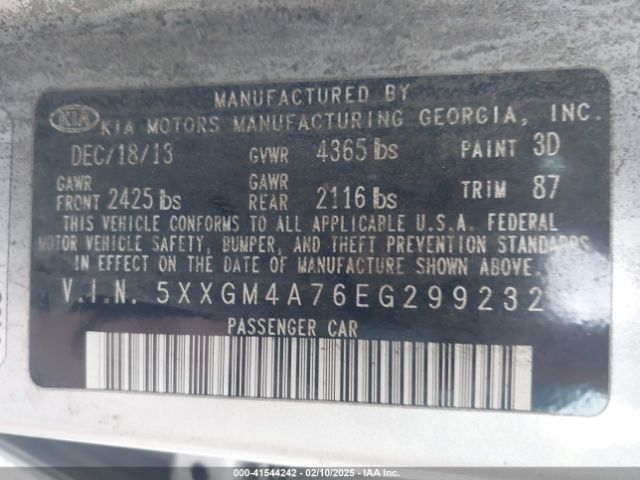 MANUFACTURED BY
KIA KIA MOTORS MANUFACTURING GEORGIA, INC.
DEC/18/13 GVWR 4365 lbs PAINT 3D
GAWR FRONT 2425 lbs GAWR REAR 2116 lbs TRIM 87
THIS VEHICLE CONFORMS TO ALL APPLICABLE U.S.A. FEDERAL
MOTOR VEHICLE SAFETY, BUMPER, AND THEFT PREVENTION STANDARDS
IN EFFECT ON THE DATE OF MANUFACTURE SHOWN ABOVE.
V.I.N. 5XXGM4A76EG299232
PASSENGER CAR
000-41544242 - 02/10/2025 - IAA Inc.